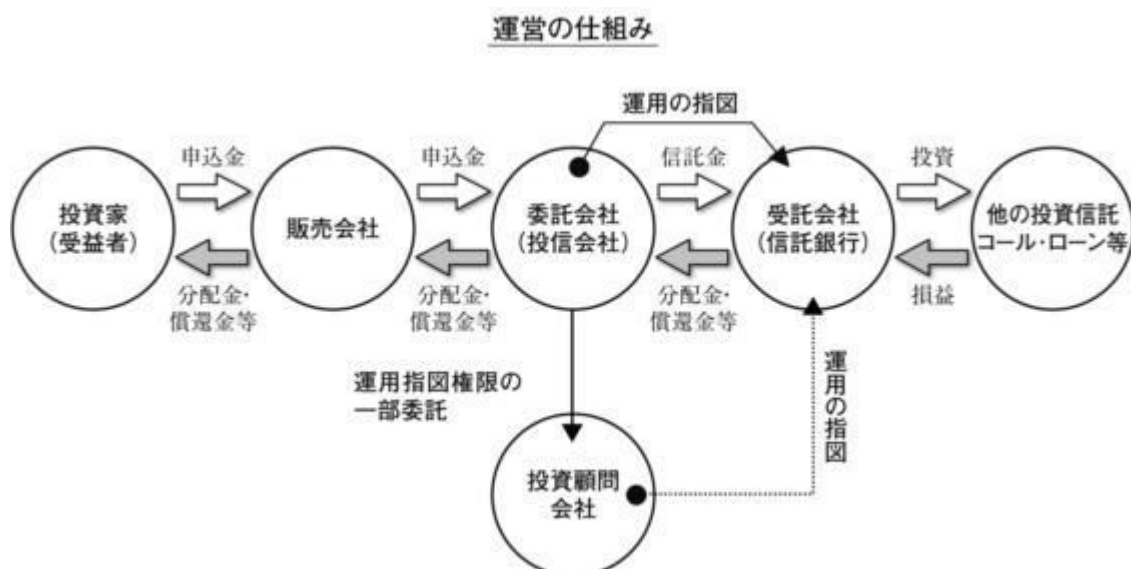 運営の仕組み
運用の指図
申込金
申込金
信託金
投資
投資家
（受益者）
販売会社
委託会社
（投信会社）
受託会社
（信託銀行）
他の投資信託
コール・ローン等
分配金・
償還金等
分配金・
償還金等
分配金・
償還金等
損益
運用指図権限の
一部委託
運用の指図
投資顧問
会社